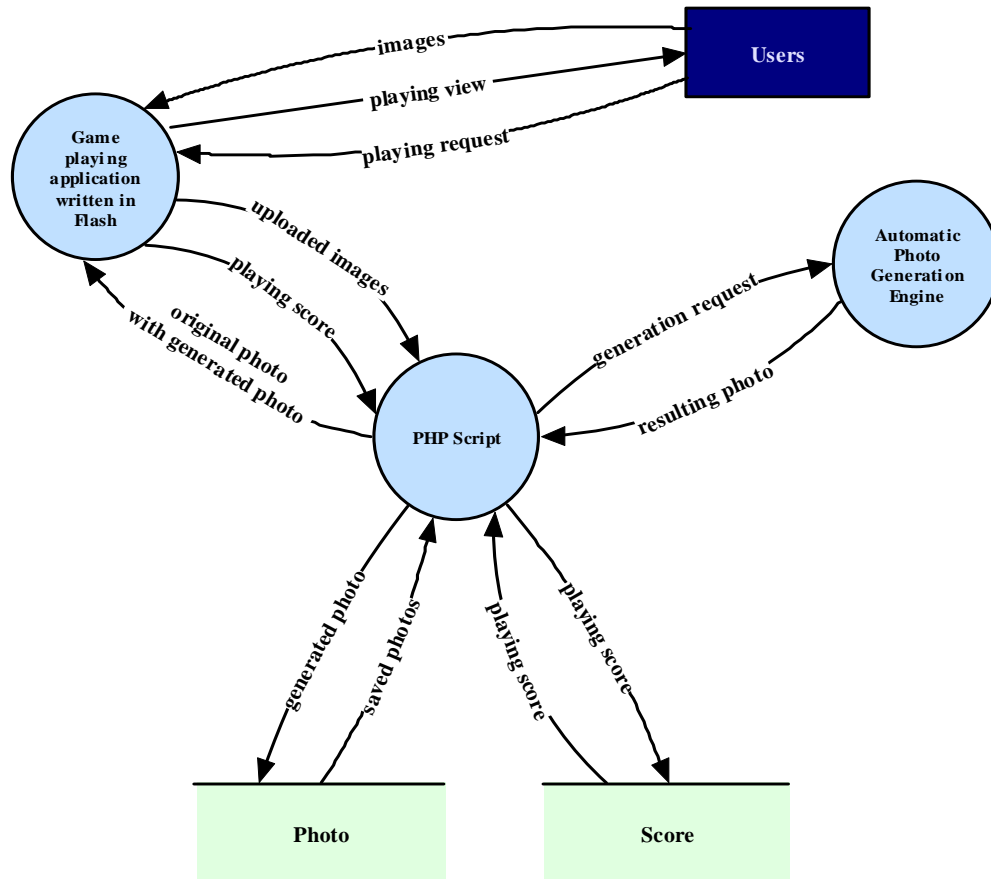 images
Users
playing view
playing request
Game
playing
application
written in
Flash
uploaded images
playing score
original photo
with generated photo
Automatic
Photo
Generation
Engine
generation request
resulting photo
PHP Script
generated photo
saved photos
playing score
playing score
Photo
Score